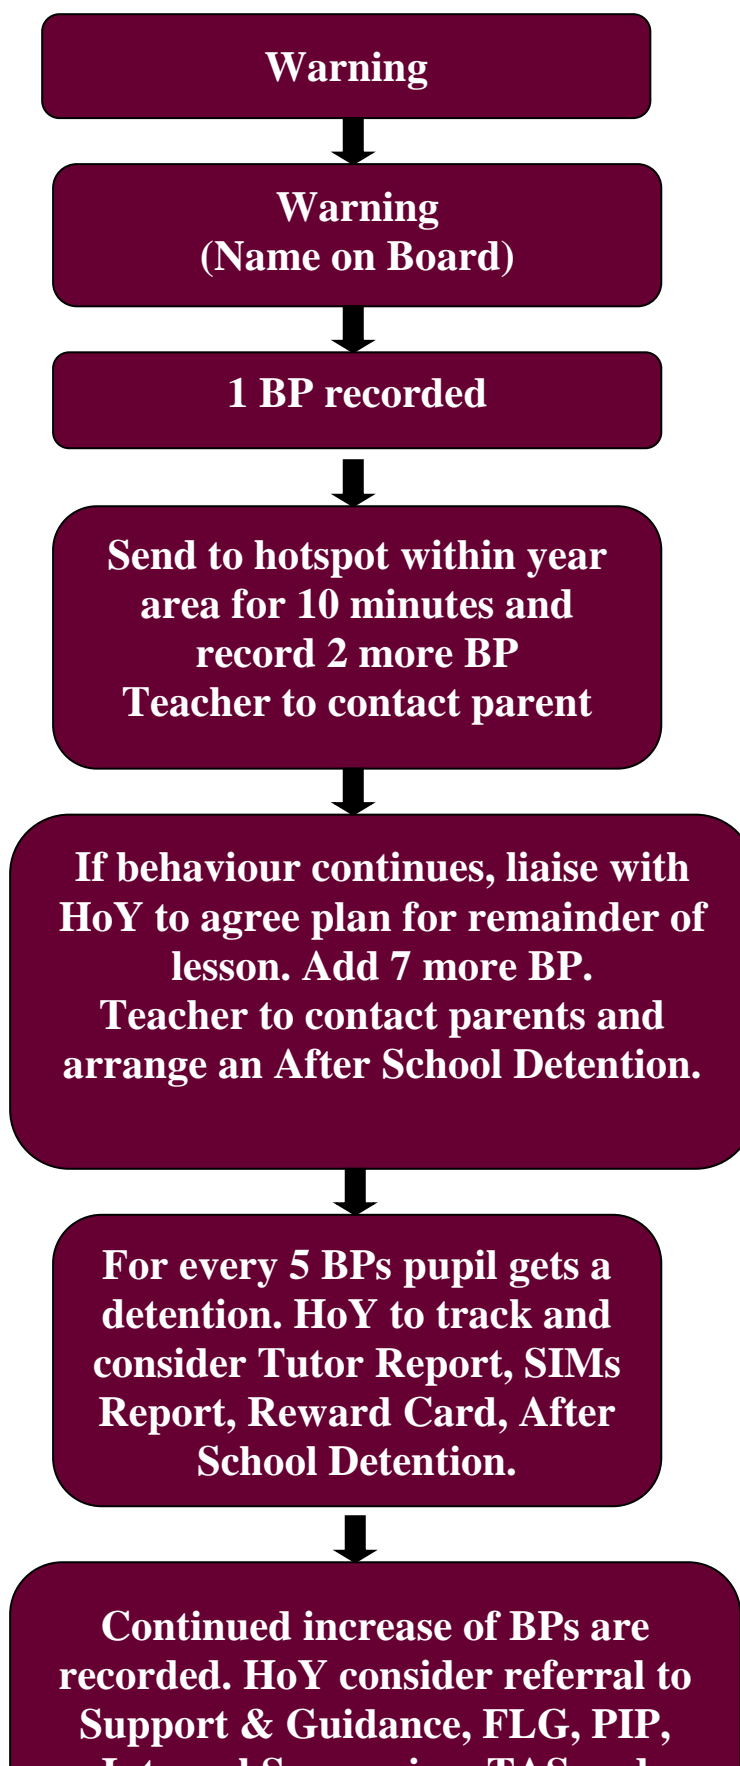 Warning
Warning
(Name on Board)
1 BP recorded
Send to hotspot within year
area for 10 minutes and
record 2 more BP
Teacher to contact parent
If behaviour continues, liaise with
HoY to agree plan for remainder of
lesson. Add 7 more BP.
Teacher to contact parents and
arrange an After School Detention.
For every 5 BPs pupil gets a
detention. HoY to track and
consider Tutor Report, SIMs
Report, Reward Card, After
School Detention.
Continued increase of BPs are
recorded. HoY consider referral to
Support & Guidance, FLG, PIP,